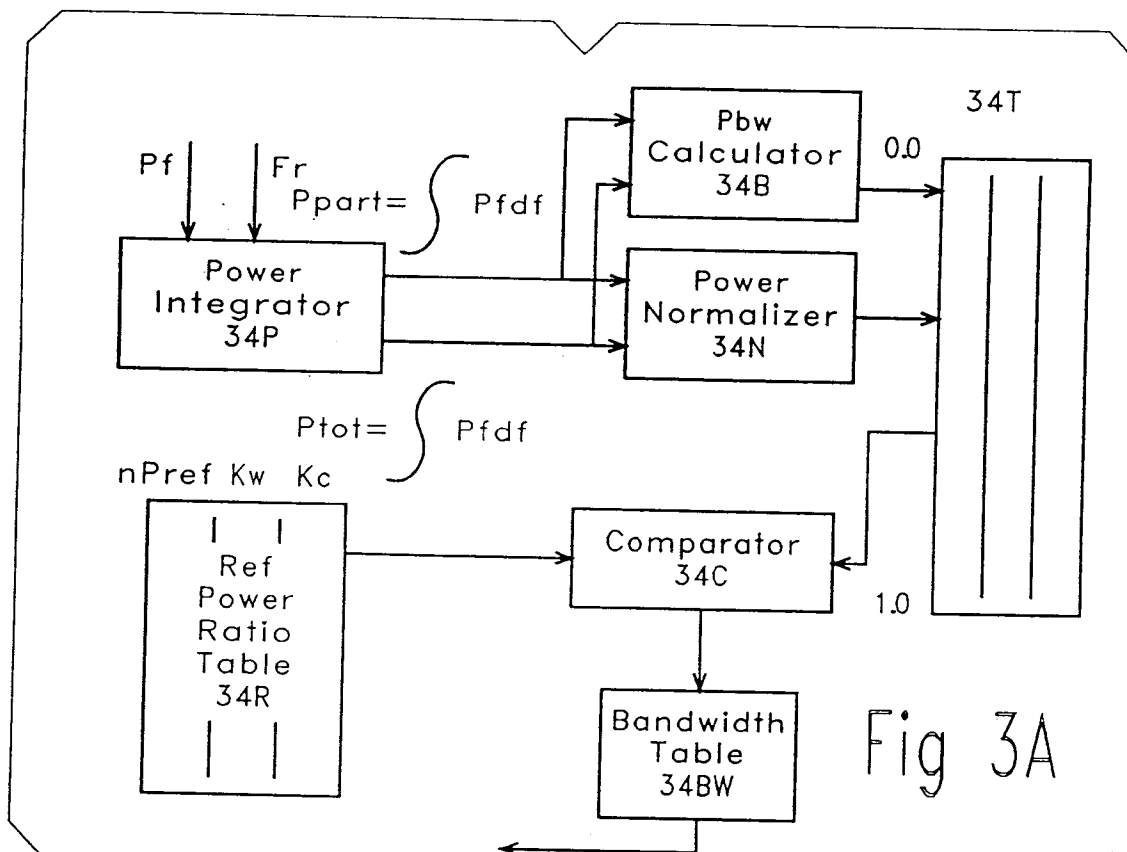 34T
Pbw
Calculator
34B
0.0
Pf
Fr
Ppart= ∫ Pfdf
Power
Integrator
34P
Power
Normalizer
34N
Ptot= ∫ Pfdf
nPref Kw Kc
Ref
Power
Ratio
Table
34R
Comparator
34C
1.0
Bandwidth
Table
34BW
Fig 3A